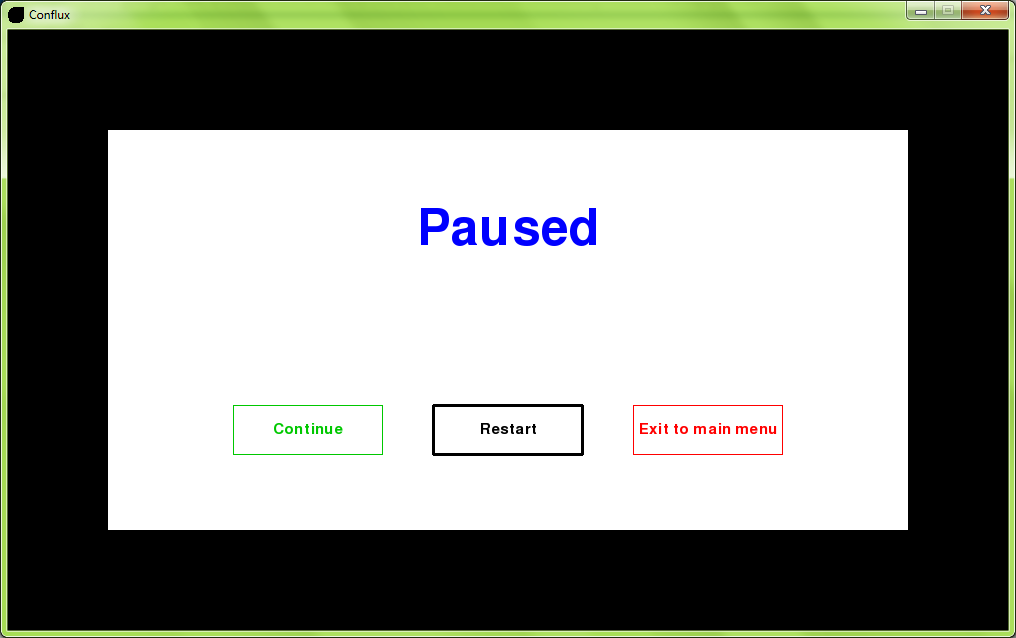 Conflux
Paused
Continue
Restart
Exit to main menu